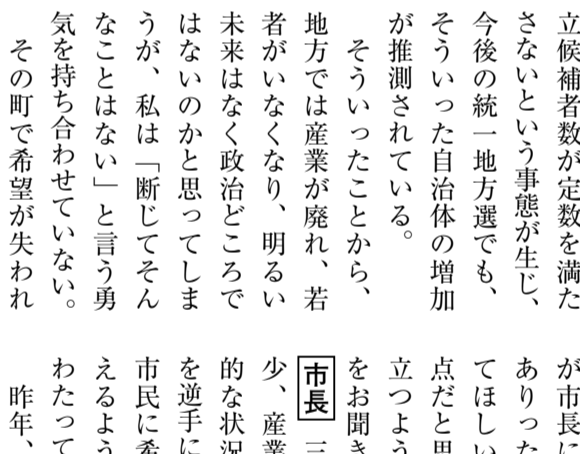 立候補者数が定数を満た
さないという事態が生じ、
今後の統一地方選でも、
そういった自治体の増加
が推測されている。
そういったことから、
地方では産業が廃れ、若
者がいなくなり、明るい
未来はなく政治どころで
はないのかと思ってしま
うが、私は「断じてそん
なことはない」と言う勇
気を持ち合わせていない。
その町で希望が失われ
が市長に
ありった
てほしい
点だと思
立つよう
をお聞き
市長 三
少、産業
的な状況
を逆手に
市民に希
えるよう
わたって
昨年、